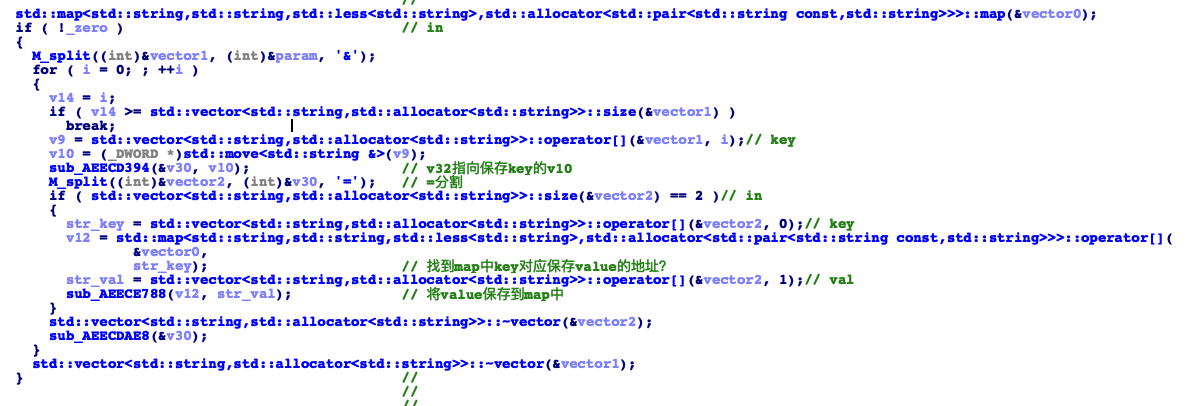 //
std::map<std::string,std::string,std::less<std::string>,std::allocator<std::pair<std::string const,std::string>>>::map(&vector0);
if ( !_zero ) // in
{
M_split((int)&vector1, (int)&param, '&');
for ( i = 0; ; ++i )
{
v14 = i;
if ( v14 >= std::vector<std::string,std::allocator<std::string>>::size(&vector1) )
break;
v9 = std::vector<std::string,std::allocator<std::string>>::operator[](&vector1, i);// key
v10 = (_DWORD *)std::move<std::string &>(v9);
sub_AEECD394(&v30, v10); // v32指向保存key的v10
M_split((int)&vector2, (int)&v30, '='); // =分割
if ( std::vector<std::string,std::allocator<std::string>>::size(&vector2) == 2 )// in
{
str_key = std::vector<std::string,std::allocator<std::string>>::operator[](&vector2, 0);// key
v12 = std::map<std::string,std::string,std::less<std::string>,std::allocator<std::pair<std::string const,std::string>>>::operator[](
&vector0,
str_key); // 找到map中key对应保存value的地址?
str_val = std::vector<std::string,std::allocator<std::string>>::operator[](&vector2, 1);// val
sub_AEECE788(v12, str_val); // 将value保存到map中
}
std::vector<std::string,std::allocator<std::string>>::~vector(&vector2);
sub_AEECDAE8(&v30);
}
std::vector<std::string,std::allocator<std::string>>::~vector(&vector1);
} //
//
//